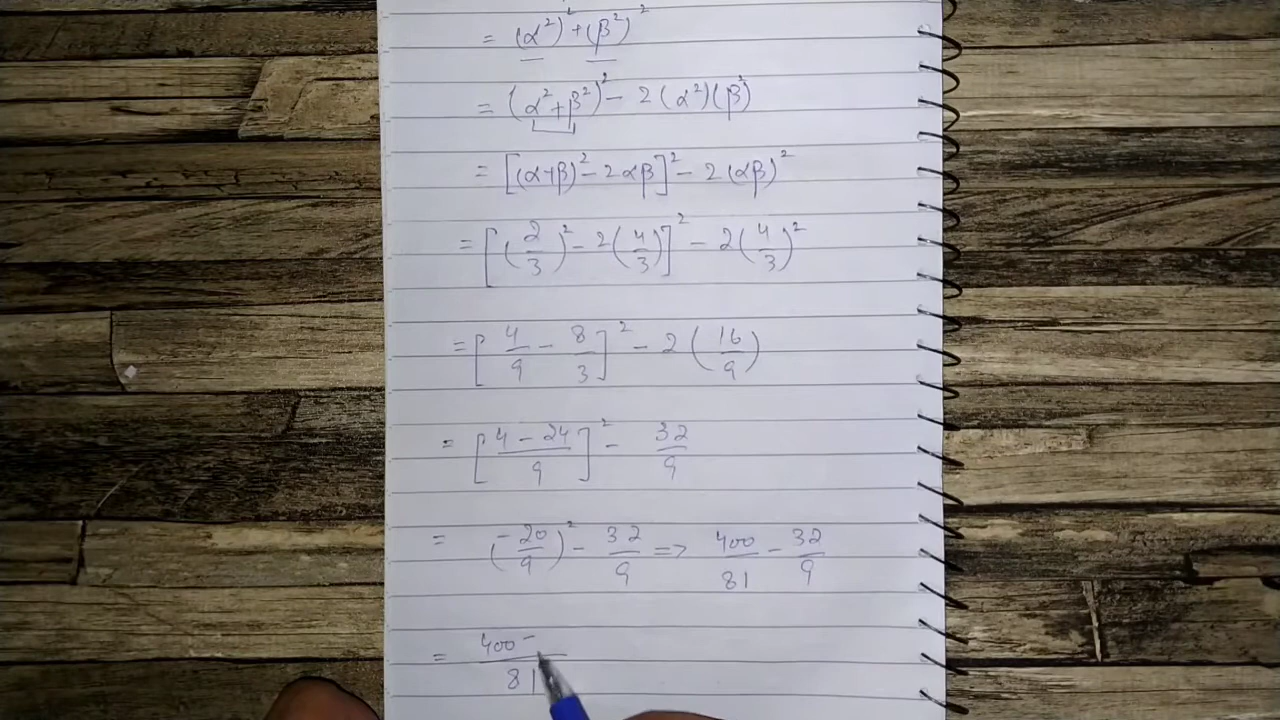 = (α²)² + (β²)²
= (α² + β²)² - 2(α²)(β²)
= [(α+β)² - 2αβ]² - 2(αβ)²
= [(2/3)² - 2(4/3)]² - 2(4/3)²
= [4/9 - 8/3]² - 2(16/9)
= [(4 - 24)/9]² - 32/9
= (-20/9)² - 32/9 => 400/81 - 32/9
= 400 - / 81